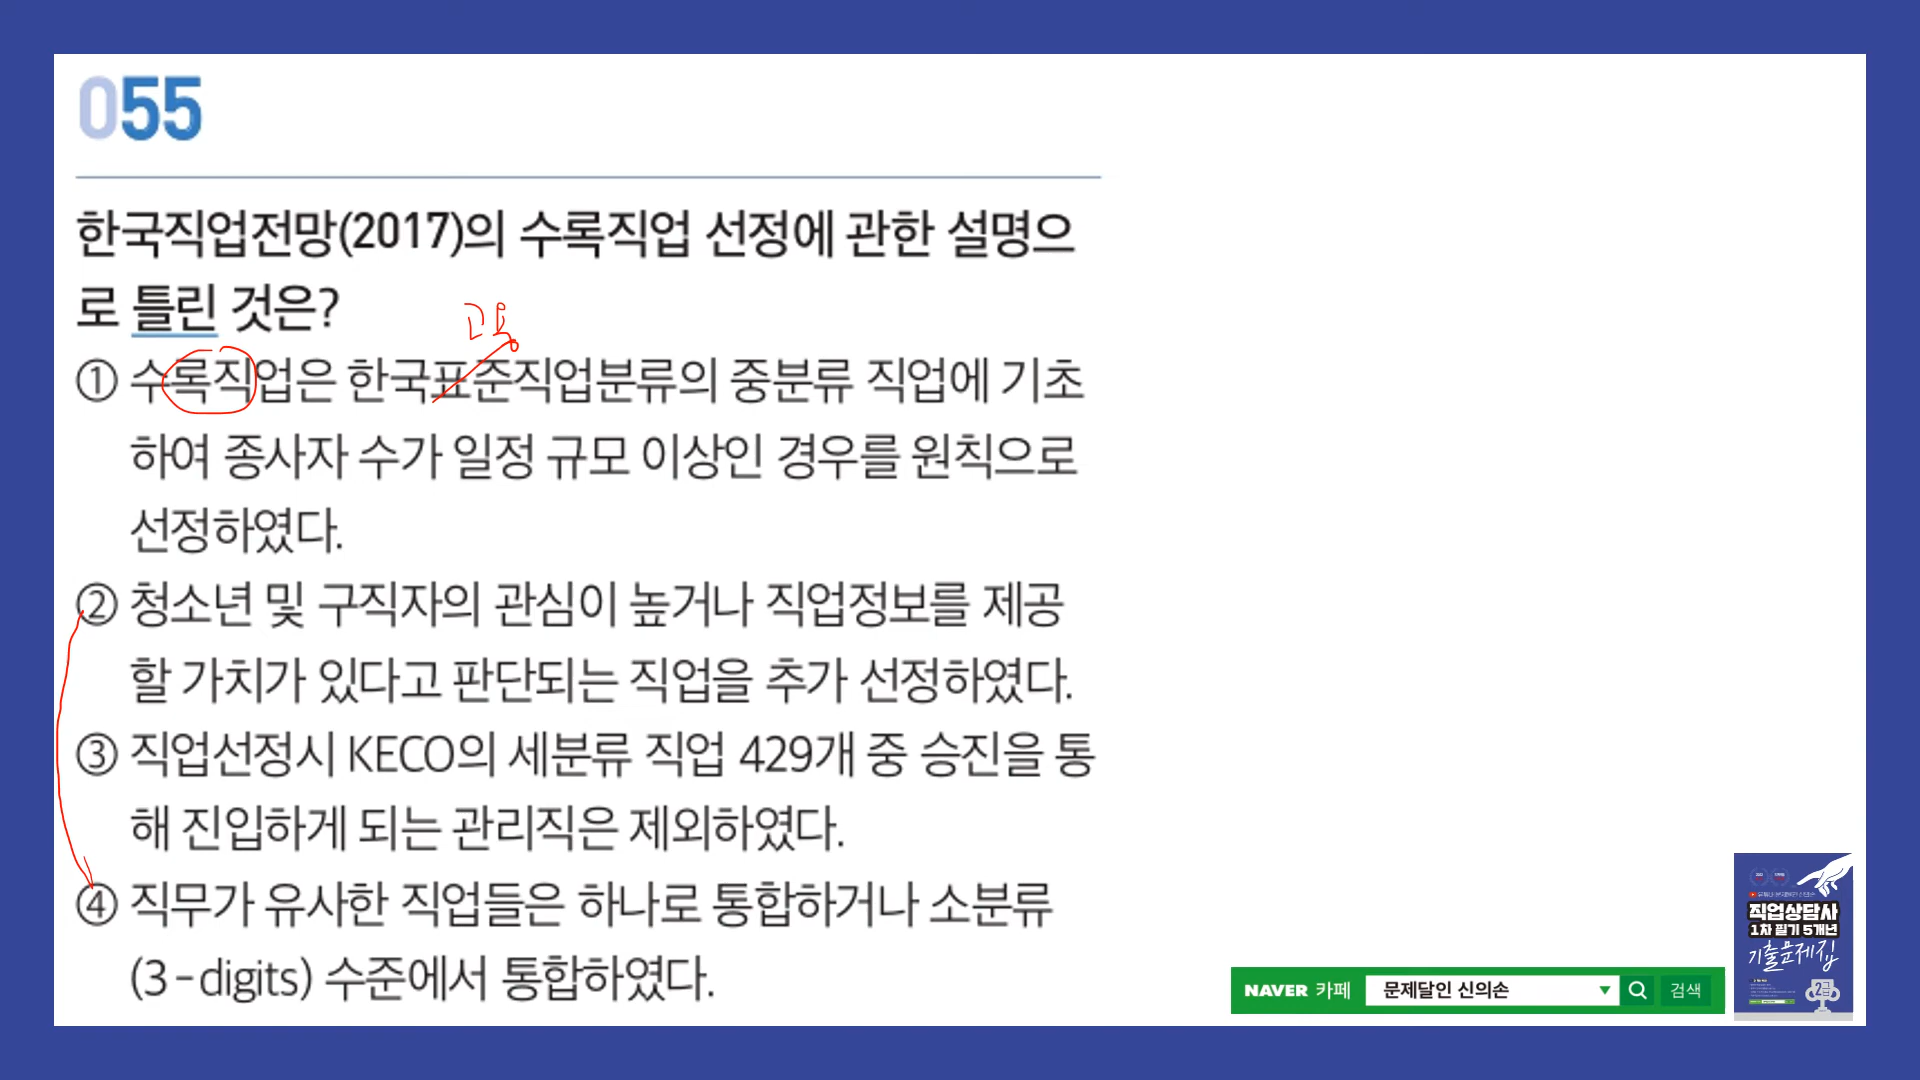 055
한국직업전망(2017)의 수록직업 선정에 관한 설명으
로 틀린 것은?
고용
① 수록직업은 한국표준직업분류의 중분류 직업에 기초
하여 종사자 수가 일정 규모 이상인 경우를 원칙으로
선정하였다.
② 청소년 및 구직자의 관심이 높거나 직업정보를 제공
할 가치가 있다고 판단되는 직업을 추가 선정하였다.
③ 직업선정시 KECO의 세분류 직업 429개 중 승진을 통
해 진입하게 되는 관리직은 제외하였다.
④ 직무가 유사한 직업들은 하나로 통합하거나 소분류
(3-digits) 수준에서 통합하였다.
NAVER 카페 문제달인 신의손 검색
직업상담사
1차 필기 5개년
기출문제집
2급